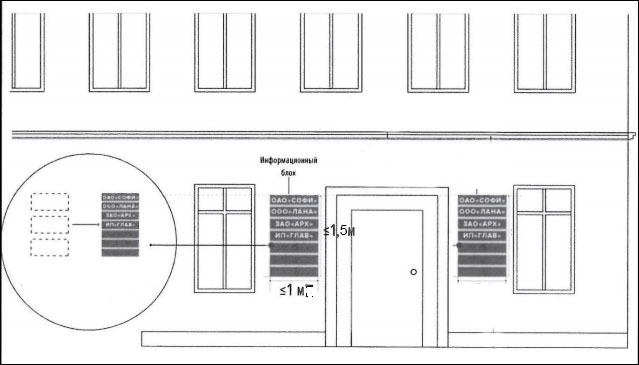 Информационный
блок
ОАО«СОФИ»
ООО«ЛАНА»
ЗАО«АРХ»
ИП«ГЛАВ»
ОАО«СОФИ»
ООО«ЛАНА»
ЗАО«АРХ»
ИП«ГЛАВ»
≤1,5м
≤1 м
ОАО«СОФИ»
ООО«ЛАНА»
ЗАО«АРХ»
ИП«ГЛАВ»